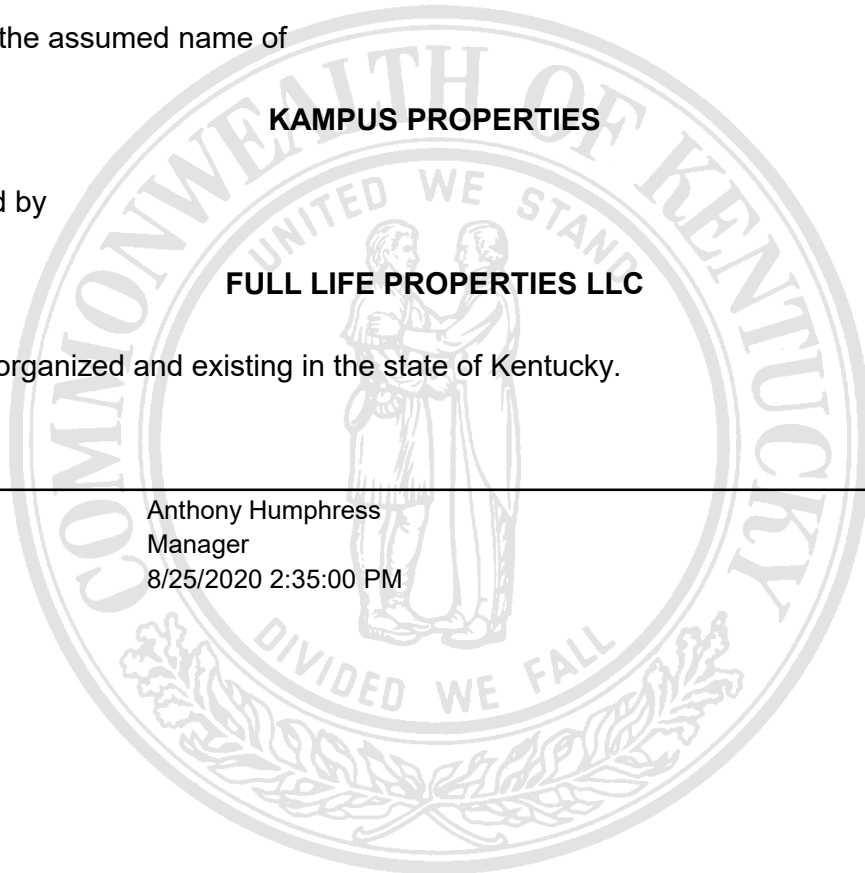 the assumed name of
KAMPUS PROPERTIES
d by
FULL LIFE PROPERTIES LLC
organized and existing in the state of Kentucky.
Anthony Humphress
Manager
8/25/2020 2:35:00 PM
COMMONWEALTH OF KENTUCKY
UNITED WE STAND
DIVIDED WE FALL